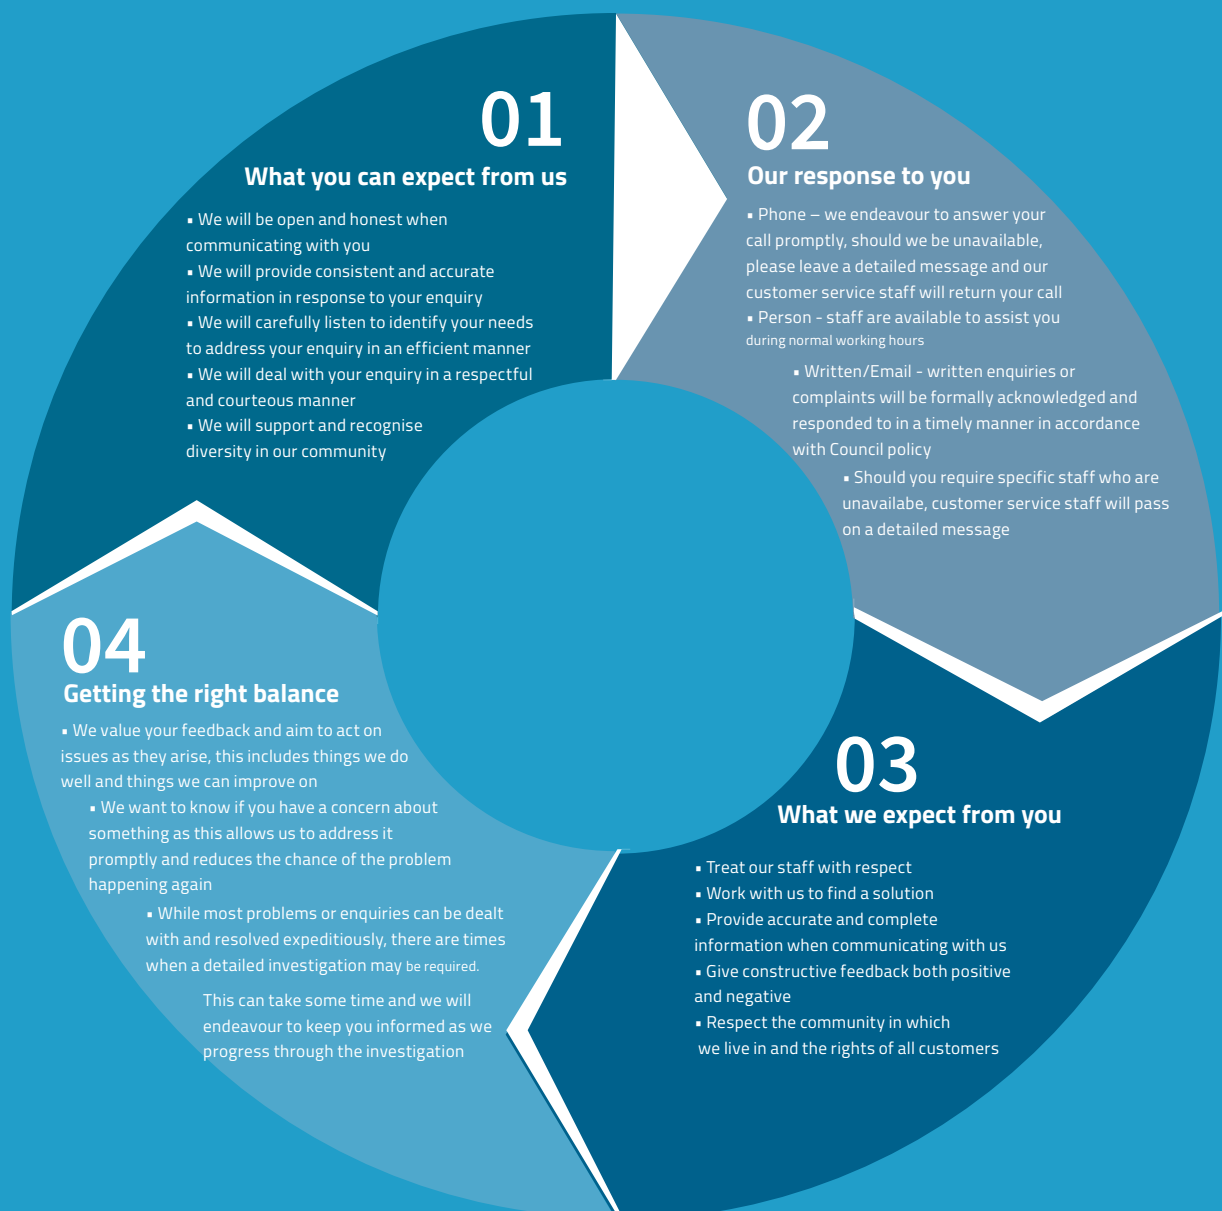 01
What you can expect from us
▪ We will be open and honest when
communicating with you
▪ We will provide consistent and accurate
information in response to your enquiry
▪ We will carefully listen to identify your needs
to address your enquiry in an efficient manner
▪ We will deal with your enquiry in a respectful
and courteous manner
▪ We will support and recognise
diversity in our community
02
Our response to you
▪ Phone – we endeavour to answer your
call promptly, should we be unavailable,
please leave a detailed message and our
customer service staff will return your call
▪ Person - staff are available to assist you
during normal working hours
▪ Written/Email - written enquiries or
complaints will be formally acknowledged and
responded to in a timely manner in accordance
with Council policy
▪ Should you require specific staff who are
unavailabe, customer service staff will pass
on a detailed message
03
What we expect from you
▪ Treat our staff with respect
▪ Work with us to find a solution
▪ Provide accurate and complete
information when communicating with us
▪ Give constructive feedback both positive
and negative
▪ Respect the community in which
we live in and the rights of all customers
04
Getting the right balance
▪ We value your feedback and aim to act on
issues as they arise, this includes things we do
well and things we can improve on
▪ We want to know if you have a concern about
something as this allows us to address it
promptly and reduces the chance of the problem
happening again
▪ While most problems or enquiries can be dealt
with and resolved expeditiously, there are times
when a detailed investigation may be required.
This can take some time and we will
endeavour to keep you informed as we
progress through the investigation